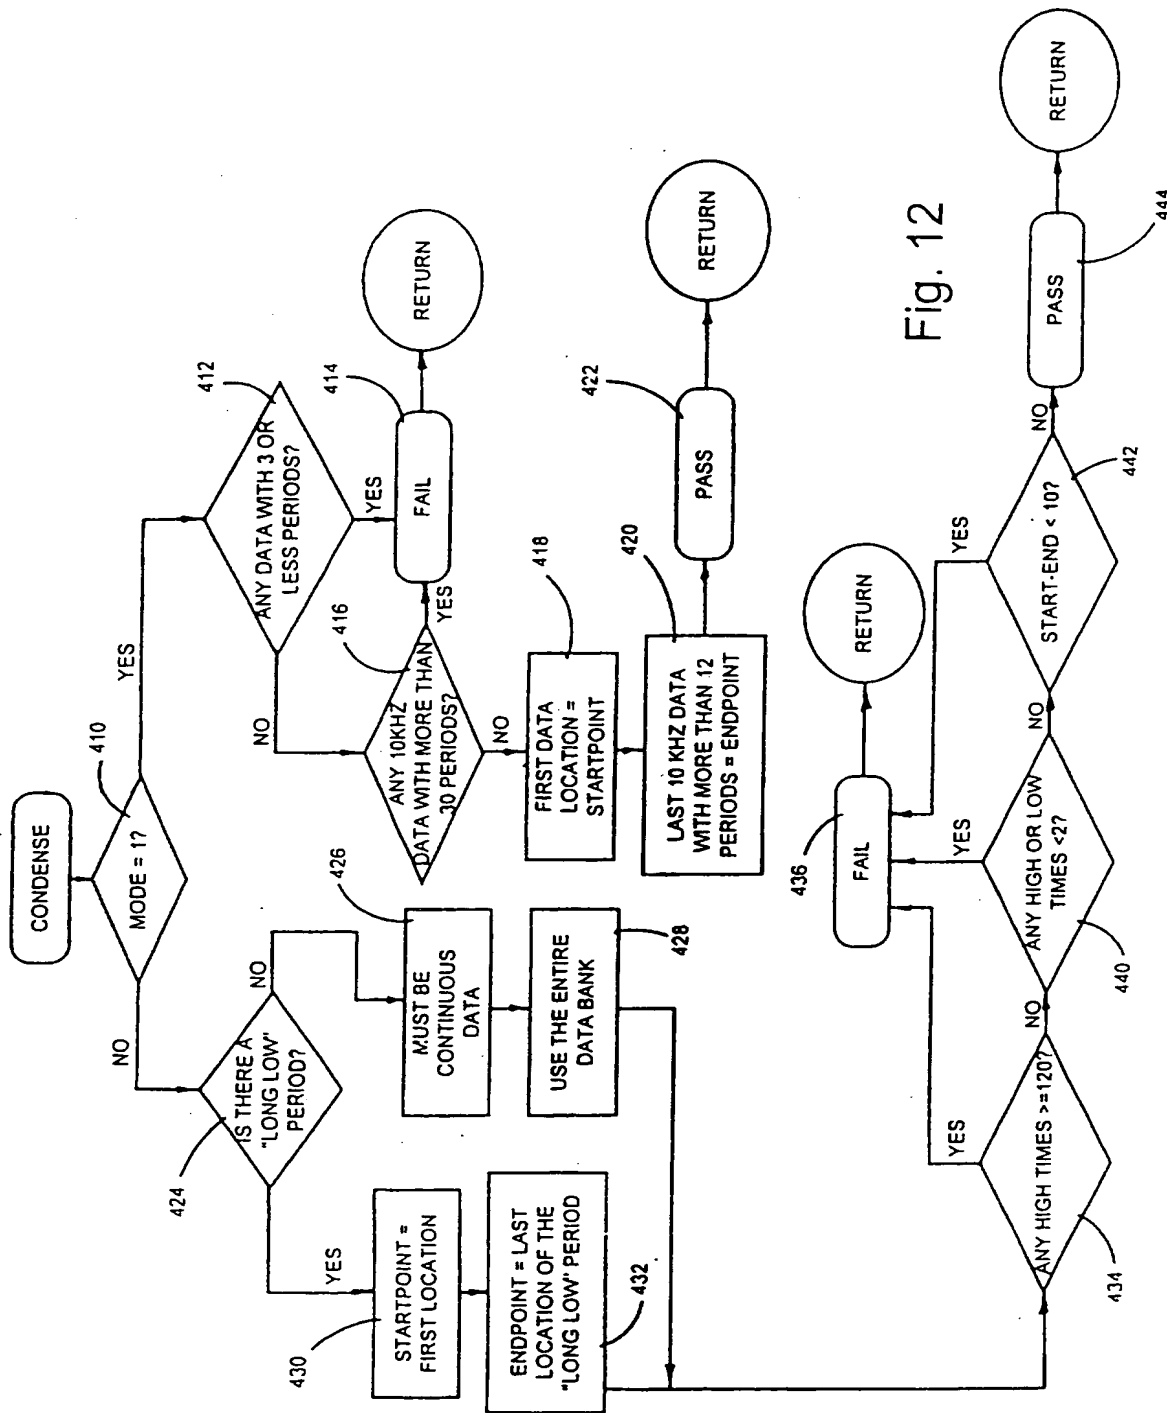 CONDENSE
410
MODE = 1?
YES
NO
412
ANY DATA WITH 3 OR
LESS PERIODS?
YES
NO
414
FAIL
RETURN
416
ANY 10KHZ
DATA WITH MORE THAN
30 PERIODS?
YES
NO
418
FIRST DATA
LOCATION =
STARTPOINT
420
LAST 10 KHZ DATA
WITH MORE THAN 12
PERIODS = ENDPOINT
422
PASS
RETURN
424
IS THERE A
"LONG LOW"
PERIOD?
NO
YES
426
MUST BE
CONTINUOUS
DATA
428
USE THE ENTIRE
DATA BANK
430
STARTPOINT =
FIRST LOCATION
432
ENDPOINT = LAST
LOCATION OF THE
"LONG LOW' PERIOD
434
ANY HIGH TIMES >=120?
YES
NO
436
FAIL
RETURN
440
ANY HIGH OR LOW
TIMES <2?
YES
NO
442
START-END < 10?
YES
NO
444
PASS
RETURN
Fig. 12